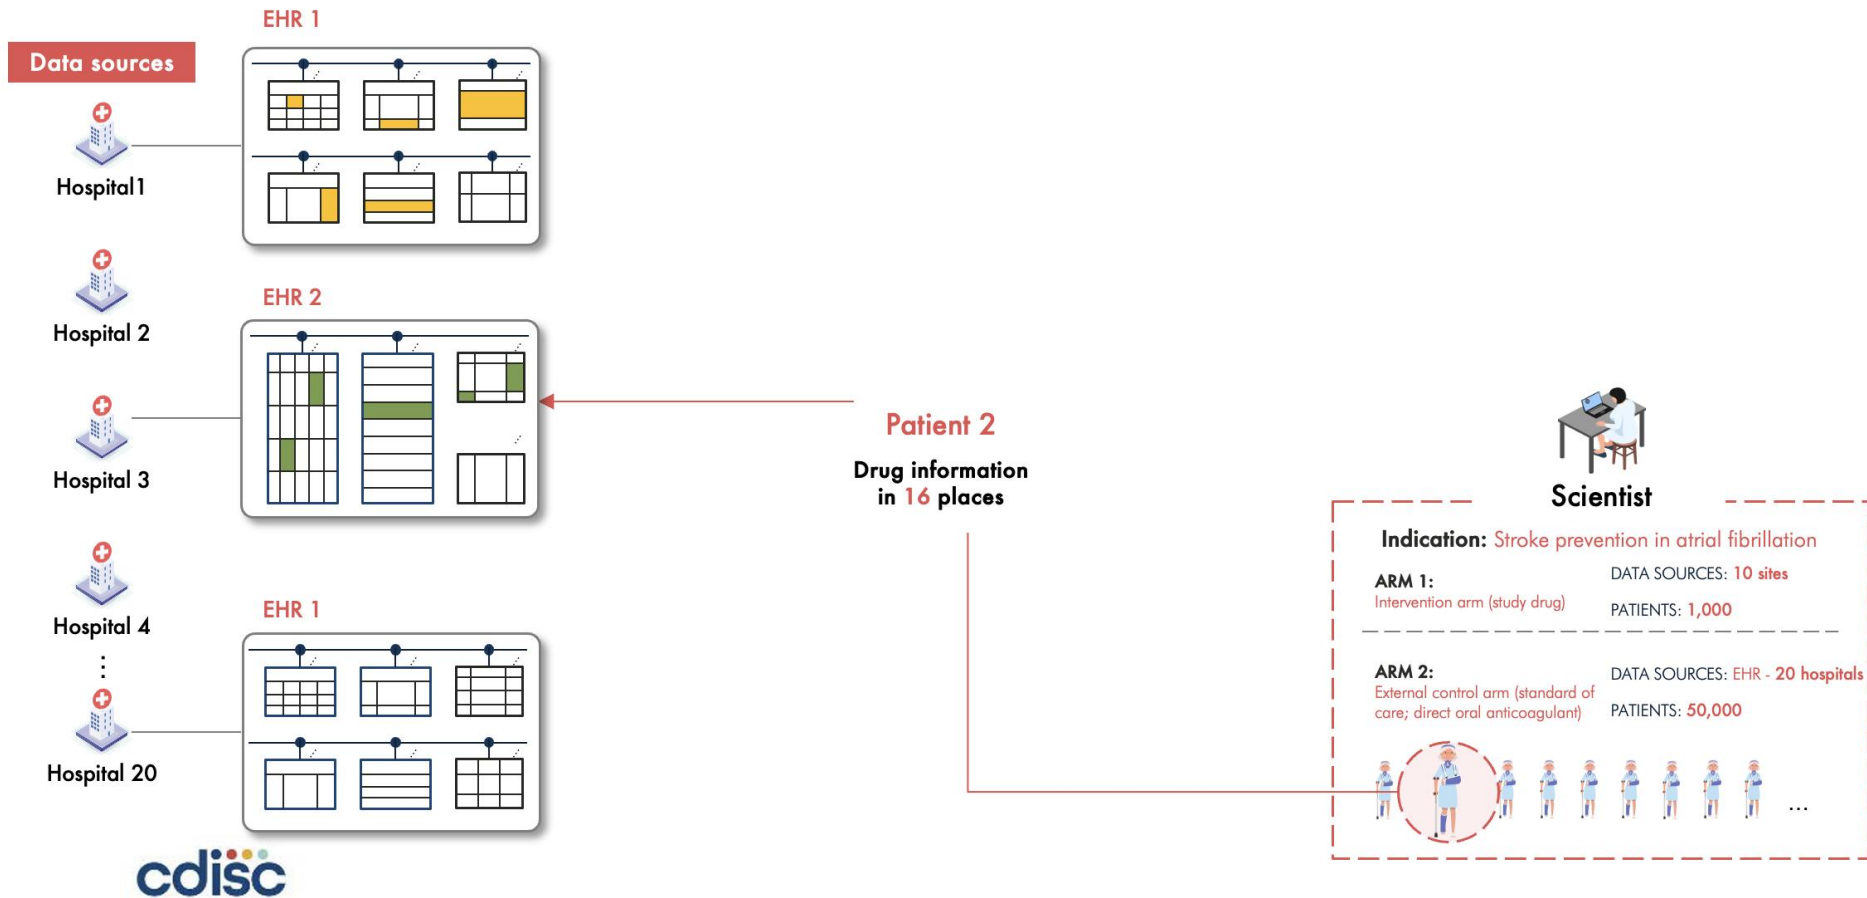 Data sources
EHR 1
Hospital1
Hospital 2
EHR 2
Hospital 3
Hospital 4
EHR 1
Hospital 20
cdisc
Patient 2
Drug information
in 16 places
Scientist
Indication: Stroke prevention in atrial fibrillation
ARM 1:
Intervention arm (study drug)
DATA SOURCES: 10 sites
PATIENTS: 1,000
ARM 2:
External control arm (standard of
care; direct oral anticoagulant)
DATA SOURCES: EHR - 20 hospitals
PATIENTS: 50,000
...